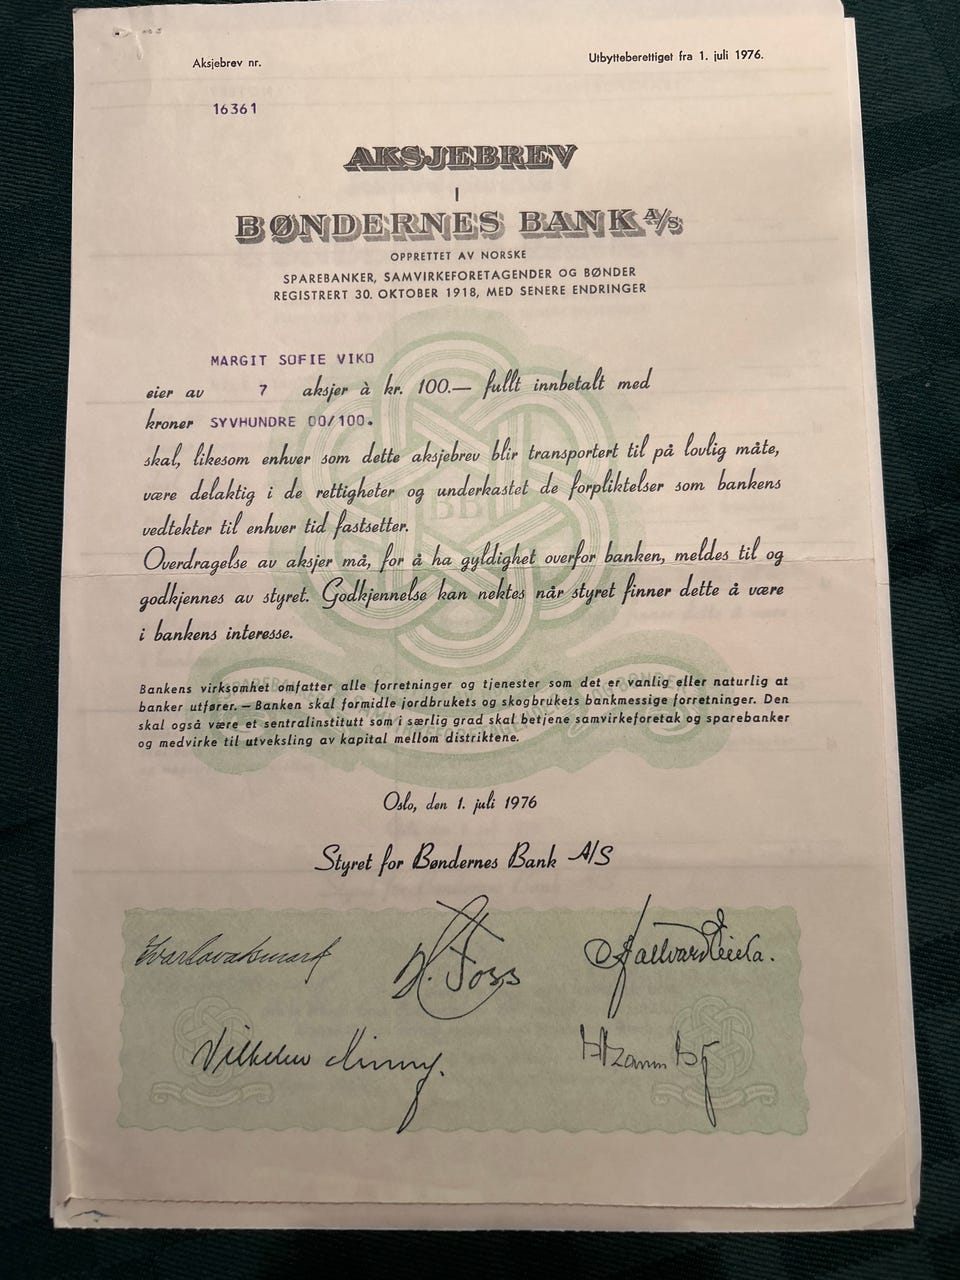 Aksjebrev nr.
Utbytteberettiget fra 1. juli 1976.
16361
AKSJEBREV
I
BØNDERNES BANK A/S
OPPRETTET AV NORSKE
SPAREBANKER, SAMVIRKEFORETAGENDER OG BØNDER
REGISTRERT 30. OKTOBER 1918, MED SENERE ENDRINGER
MARGIT SOFIE VIKO
eier av 7 aksjer à kr. 100.— fullt innbetalt med
kroner SYVHUNDRE 00/100.
skal, likesom enhver som dette aksjebrev blir transportert til på lovlig måte,
være delaktig i de rettigheter og underkastet de forpliktelser som bankens
vedtekter til enhver tid fastsetter.
Overdragelse av aksjer må, for å ha gyldighet overfor banken, meldes til og
godkjennes av styret. Godkjennelse kan nektes når styret finner dette å være
i bankens interesse.
Bankens virksomhet omfatter alle forretninger og tjenester som det er vanlig eller naturlig at
banker utfører. — Banken skal formidle jordbrukets og skogbrukets bankmessige forretninger. Den
skal også være et sentralinstitutt som i særlig grad skal betjene samvirkeforetak og sparebanker
og medvirke til utveksling av kapital mellom distriktene.
Oslo, den 1. juli 1976
Styret for Bøndernes Bank A/S
H. Foss
Vilhelm